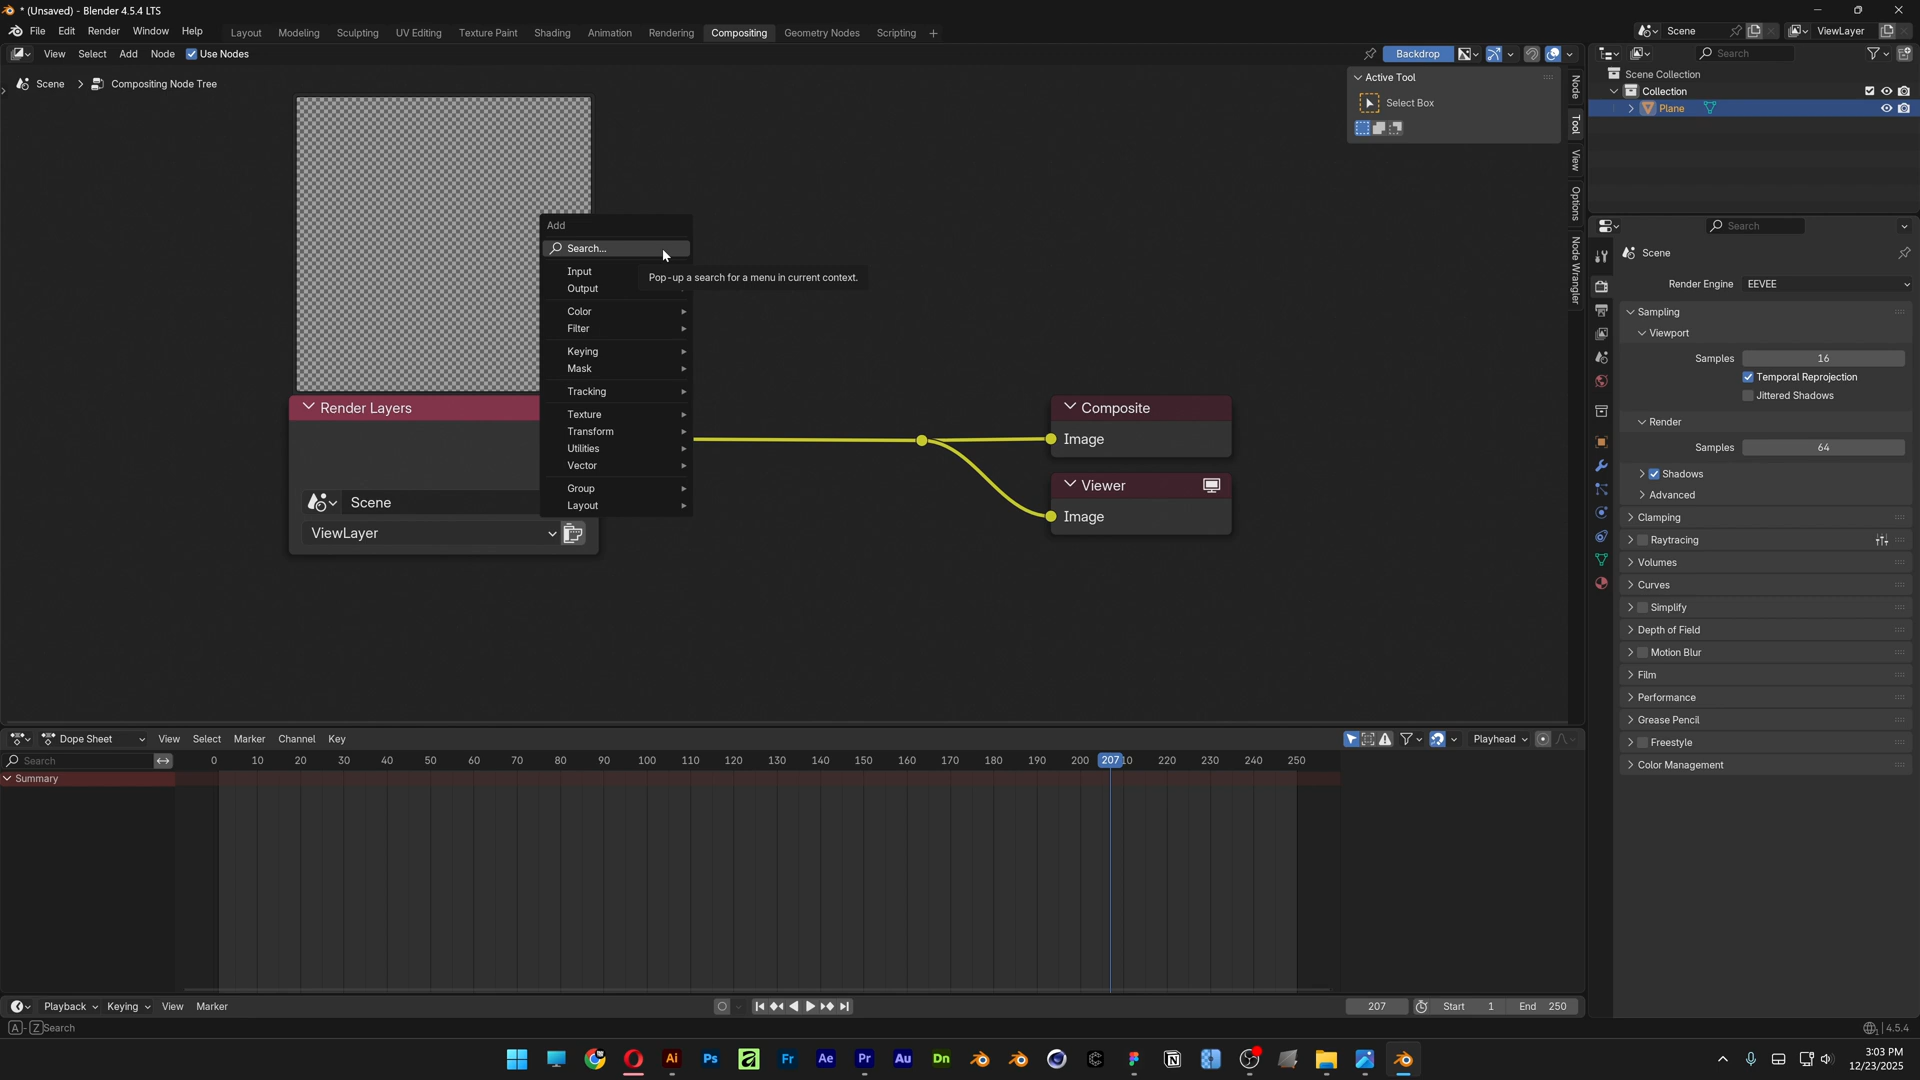 * (Unsaved) - Blender 4.5.4 LTS
File Edit Render Window Help Layout Modeling Sculpting UV Editing Texture Paint Shading Animation Rendering Compositing Geometry Nodes Scripting + Scene ViewLayer
View Select Add Node Use Nodes Backdrop Search
Scene > Compositing Node Tree
Active Tool
Select Box
Node
Tool
View
Options
Node Wrangler
Scene Collection
Collection
Plane
Search
Scene
Render Engine EEVEE
Sampling
Viewport
Samples 16
Temporal Reprojection
Jittered Shadows
Render
Samples 64
Shadows
Advanced
Clamping
Raytracing
Volumes
Curves
Simplify
Depth of Field
Motion Blur
Film
Performance
Grease Pencil
Freestyle
Color Management
Add
Search...
Pop-up a search for a menu in current context.
Input
Output
Color
Filter
Keying
Mask
Tracking
Texture
Transform
Utilities
Vector
Group
Layout
Render Layers
Scene
ViewLayer
Composite
Image
Viewer
Image
Dope Sheet View Select Marker Channel Key Playhead
Search 0 10 20 30 40 50 60 70 80 90 100 110 120 130 140 150 160 170 180 190 200 207 10 220 230 240 250
Summary
Playback Keying View Marker 207 Start 1 End 250
A - Z Search 4.5.4
Ai Ps Fr Ae Pr Au Dn
3:03 PM
12/23/2025